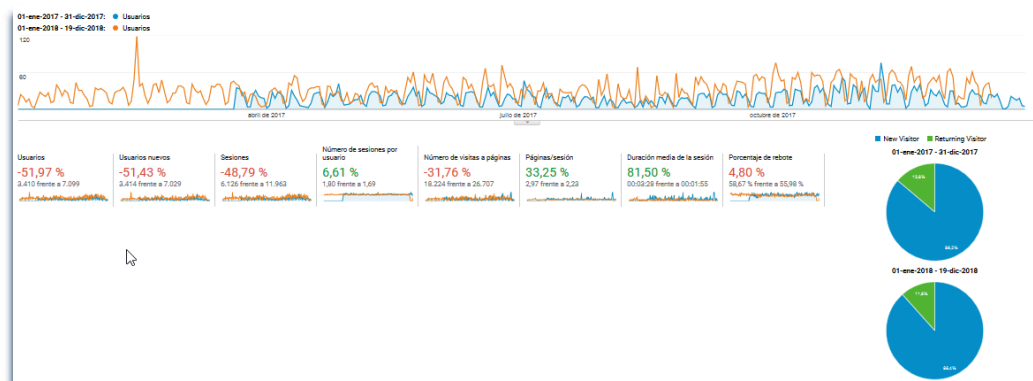 01-ene-2017 - 31-dic-2017: Usuarios
01-ene-2018 - 19-dic-2018: Usuarios
120
60
abril de 2017
julio de 2017
octubre de 2017
Usuarios
-51,97 %
3.410 frente a 7.099
Usuarios nuevos
-51,43 %
3.414 frente a 7.029
Sesiones
-48,79 %
6.126 frente a 11.963
Número de sesiones por
usuario
6,61 %
1,80 frente a 1,69
Número de visitas a páginas
-31,76 %
18.224 frente a 26.707
Páginas/sesión
33,25 %
2,97 frente a 2,23
Duración media de la sesión
81,50 %
00:03:28 frente a 00:01:55
Porcentaje de rebote
4,80 %
58,67 % frente a 55,98 %
New Visitor Returning Visitor
01-ene-2017 - 31-dic-2017
01-ene-2018 - 19-dic-2018